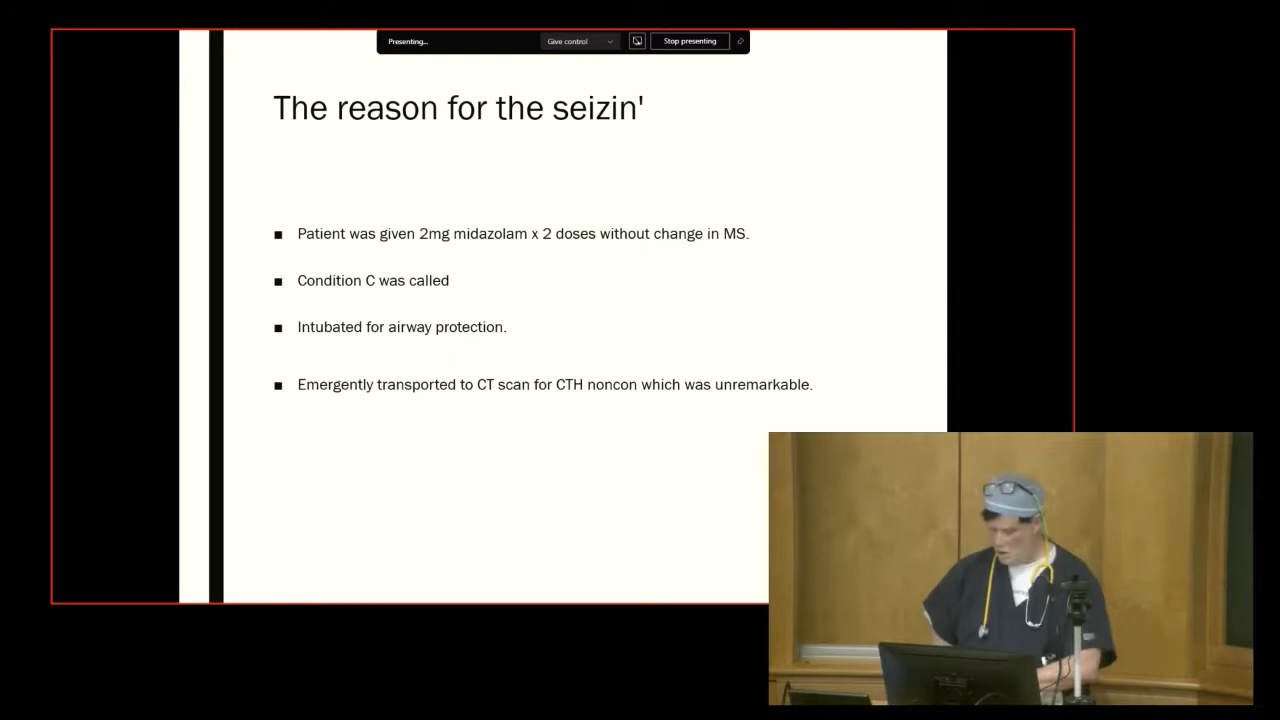 Presenting...
Give control
Stop presenting
The reason for the seizin'
Patient was given 2mg midazolam x 2 doses without change in MS.
Condition C was called
Intubated for airway protection.
Emergently transported to CT scan for CTH noncon which was unremarkable.